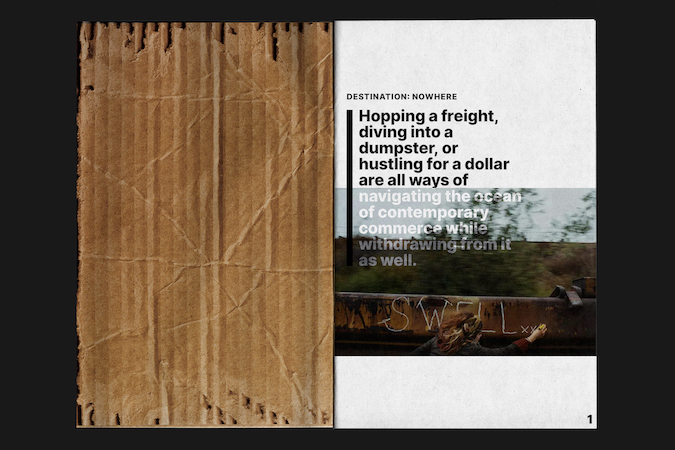 DESTINATION: NOWHERE
Hopping a freight,
diving into a
dumpster, or
hustling for a dollar
are all ways of
navigating the ocean
of contemporary
commerce while
withdrawing from it
as well.
SWELL xx
1